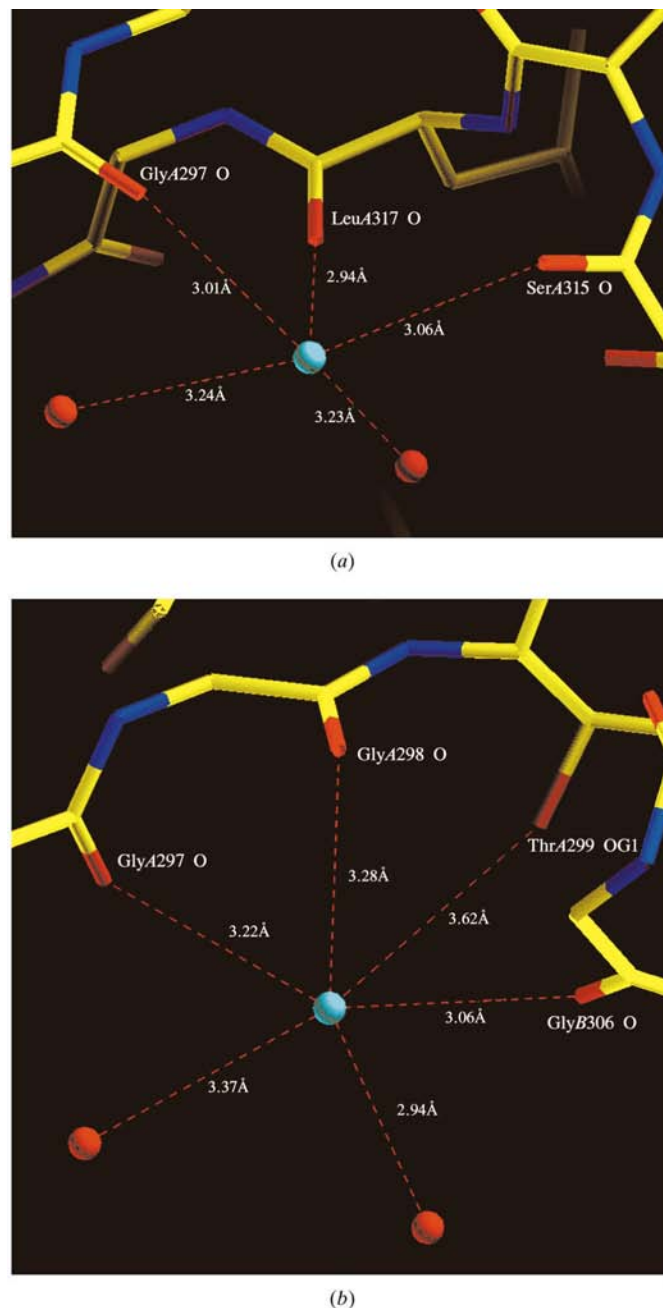 GlyA297 O
LeuA317 O
SerA315 O
3.01Å
2.94Å
3.06Å
3.24Å
3.23Å
(a)
GlyA298 O
GlyA297 O
ThrA299 OG1
3.28Å
3.62Å
3.22Å
GlyB306 O
3.06Å
3.37Å
2.94Å
(b)